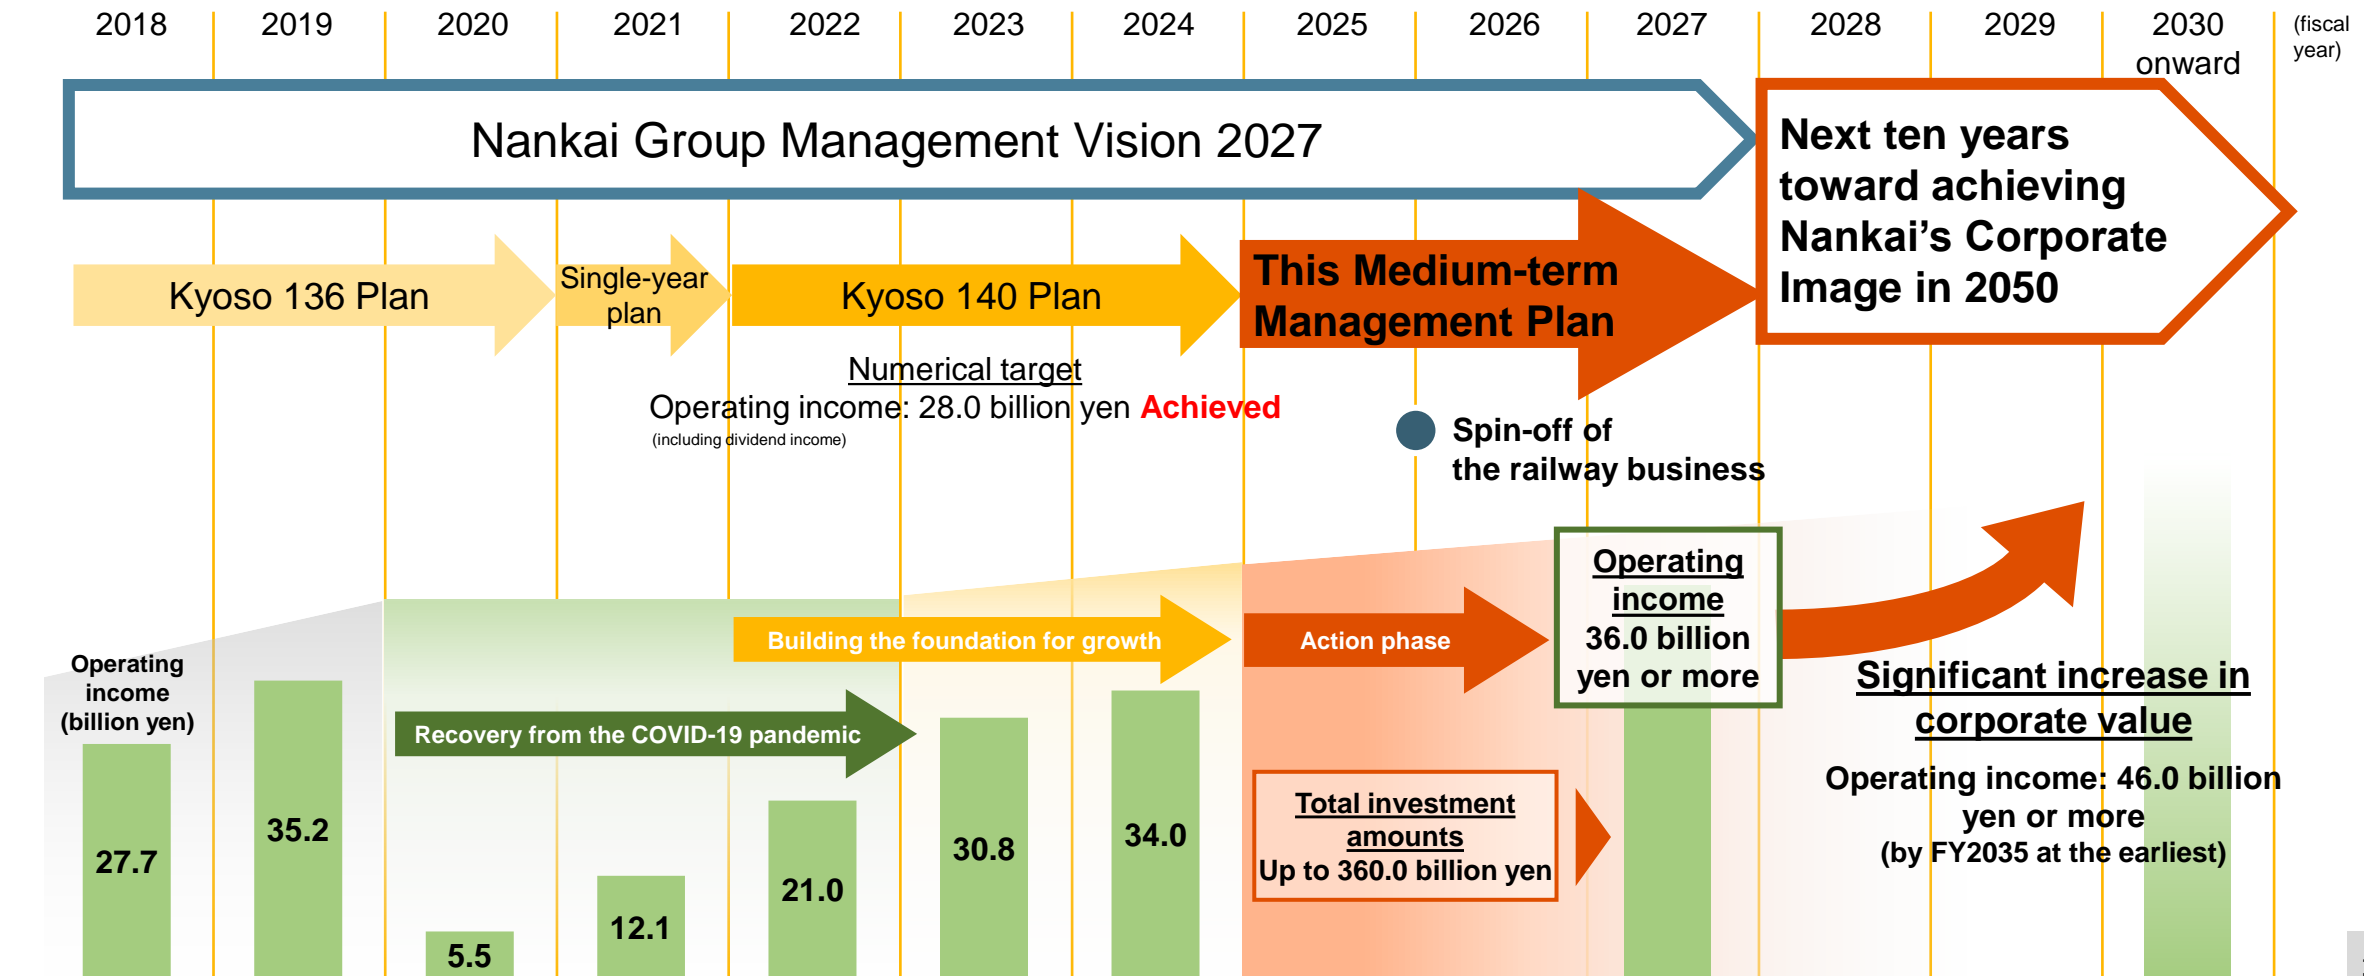 2018 2019 2020 2021 2022 2023 2024 2025 2026 2027 2028 2029 2030 (fiscal
onward year)
Nankai Group Management Vision 2027
Next ten years
toward achieving
Nankai's Corporate
Image in 2050
Kyoso 136 Plan
Single-year
plan
Kyoso 140 Plan
This Medium-term
Management Plan
Numerical target
Operating income: 28.0 billion yen Achieved
(including dividend income)
Spin-off of
the railway business
Operating
income
(billion yen)
Building the foundation for growth
Action phase
Operating
income
36.0 billion
yen or more
Recovery from the COVID-19 pandemic
Significant increase in
corporate value
Operating income: 46.0 billion
yen or more
(by FY2035 at the earliest)
Total investment
amounts
Up to 360.0 billion yen
27.7
35.2
5.5
12.1
21.0
30.8
34.0